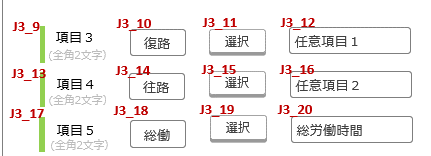 J3_9 J3_10 J3_11 J3_12
項目３ 復路 選択 任意項目１
(全角2文字)
J3_13 J3_14 J3_15 J3_16
項目４ 往路 選択 任意項目２
(全角2文字)
J3_17 J3_18 J3_19 J3_20
項目５ 総働 選択 総労働時間
(全角2文字)